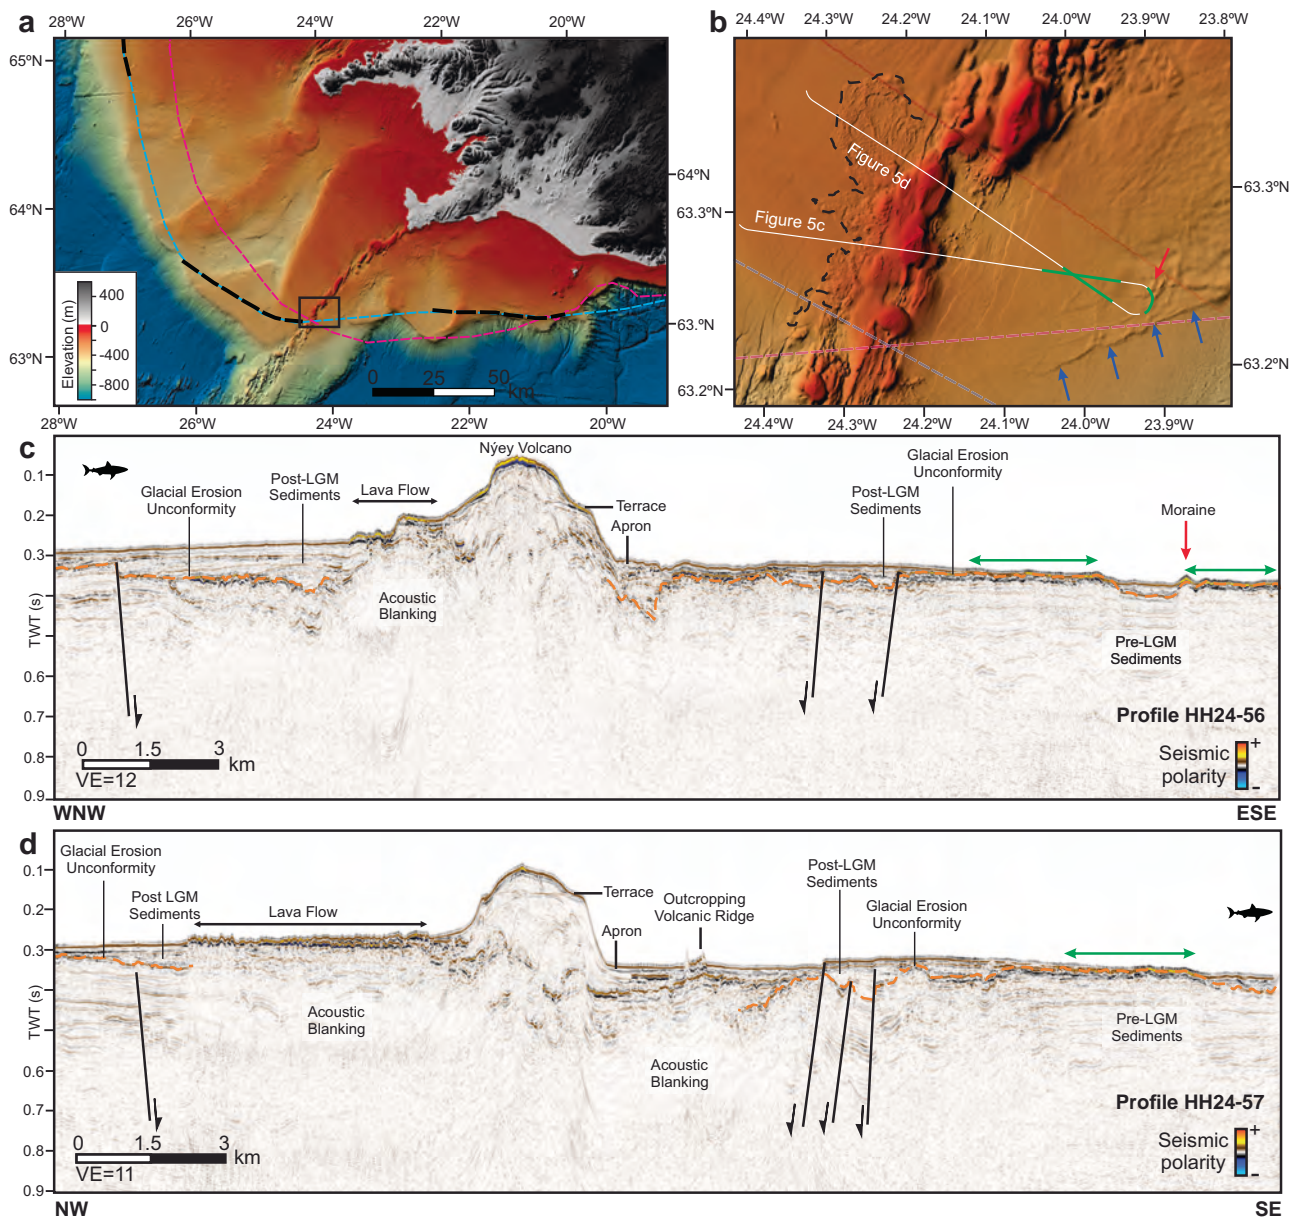 a
28ºW
26ºW
24ºW
22ºW
20ºW
65ºN
64ºN
63ºN
64ºN
63.ºN
Elevation (m)
400
0
-400
-800
0
25
50
km
28ºW
26ºW
24ºW
22ºW
20ºW
b
24.4ºW
24.3ºW
24.2ºW
24.1ºW
24.0ºW
23.9ºW
23.8ºW
63.3ºN
63.2ºN
63.3ºN
63.2ºN
Figure 5d
Figure 5c
24.4ºW
24.3ºW
24.2ºW
24.1ºW
24.0ºW
23.9ºW
c
Nýey Volcano
Glacial Erosion
Unconformity
Post-LGM
Sediments
Lava Flow
Terrace
Apron
Post-LGM
Sediments
Glacial Erosion
Unconformity
Moraine
Acoustic
Blanking
Pre-LGM
Sediments
TWT (s)
0.1
0.2
0.3
0.4
0.5
0.6
0.7
0.8
0.9
0
1.5
3
km
VE=12
Profile HH24-56
Seismic
polarity
+
-
WNW
ESE
d
Glacial Erosion
Unconformity
Post LGM
Sediments
Lava Flow
Terrace
Apron
Outcropping
Volcanic Ridge
Post-LGM
Sediments
Glacial Erosion
Unconformity
Acoustic
Blanking
Acoustic
Blanking
Pre-LGM
Sediments
TWT (s)
0.1
0.2
0.3
0.4
0.5
0.6
0.7
0.8
0.9
0
1.5
3
km
VE=11
Profile HH24-57
Seismic
polarity
+
-
NW
SE